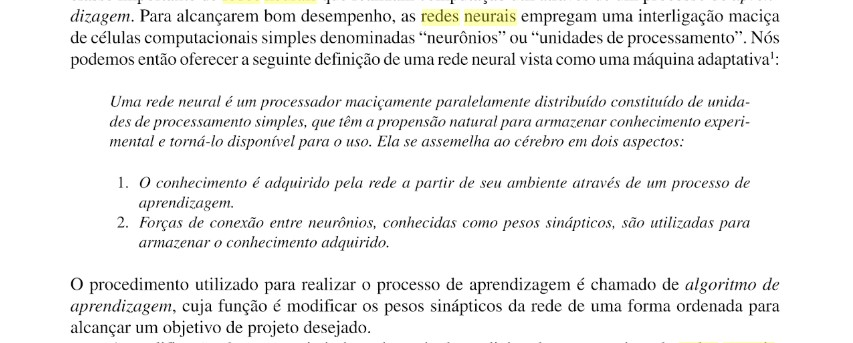 dizagem. Para alcançarem bom desempenho, as redes neurais empregam uma interligação maciça
de células computacionais simples denominadas “neurônios” ou “unidades de processamento”. Nós
podemos então oferecer a seguinte definição de uma rede neural vista como uma máquina adaptativa¹:
Uma rede neural é um processador maciçamente paralelamente distribuído constituído de unida-
des de processamento simples, que têm a propensão natural para armazenar conhecimento experi-
mental e torná-lo disponível para o uso. Ela se assemelha ao cérebro em dois aspectos:
1. O conhecimento é adquirido pela rede a partir de seu ambiente através de um processo de
aprendizagem.
2. Forças de conexão entre neurônios, conhecidas como pesos sinápticos, são utilizadas para
armazenar o conhecimento adquirido.
O procedimento utilizado para realizar o processo de aprendizagem é chamado de algoritmo de
aprendizagem, cuja função é modificar os pesos sinápticos da rede de uma forma ordenada para
alcançar um objetivo de projeto desejado.